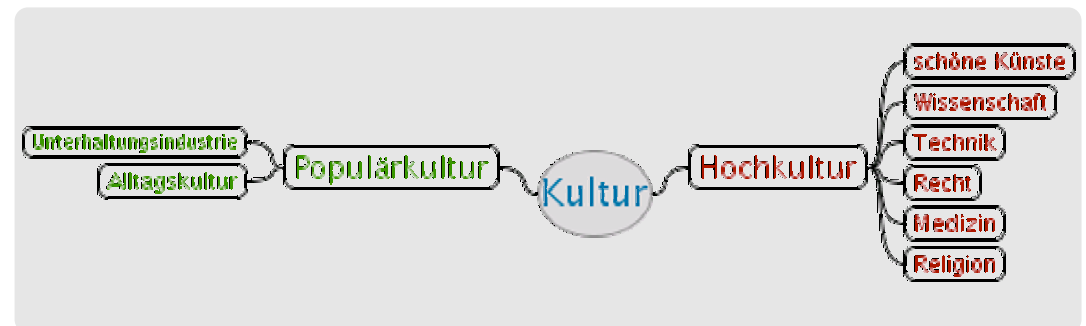 Unterhaltungsindustrie
Alltagskultur
Populärkultur
Kultur
Hochkultur
schöne Künste
Wissenschaft
Technik
Recht
Medizin
Religion